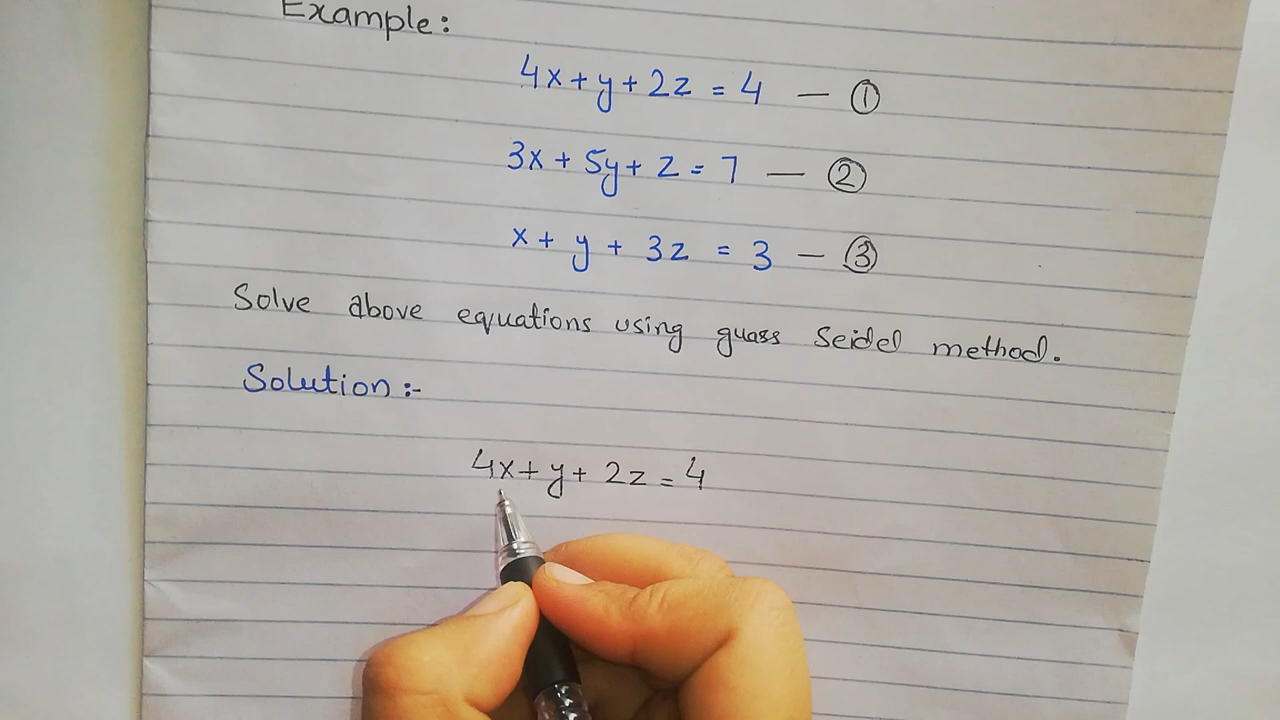 Example:
4x + y + 2z = 4 — ①
3x + 5y + z = 7 — ②
x + y + 3z = 3 — ③
Solve above equations using guass Seidel method.
Solution :-
4x + y + 2z = 4